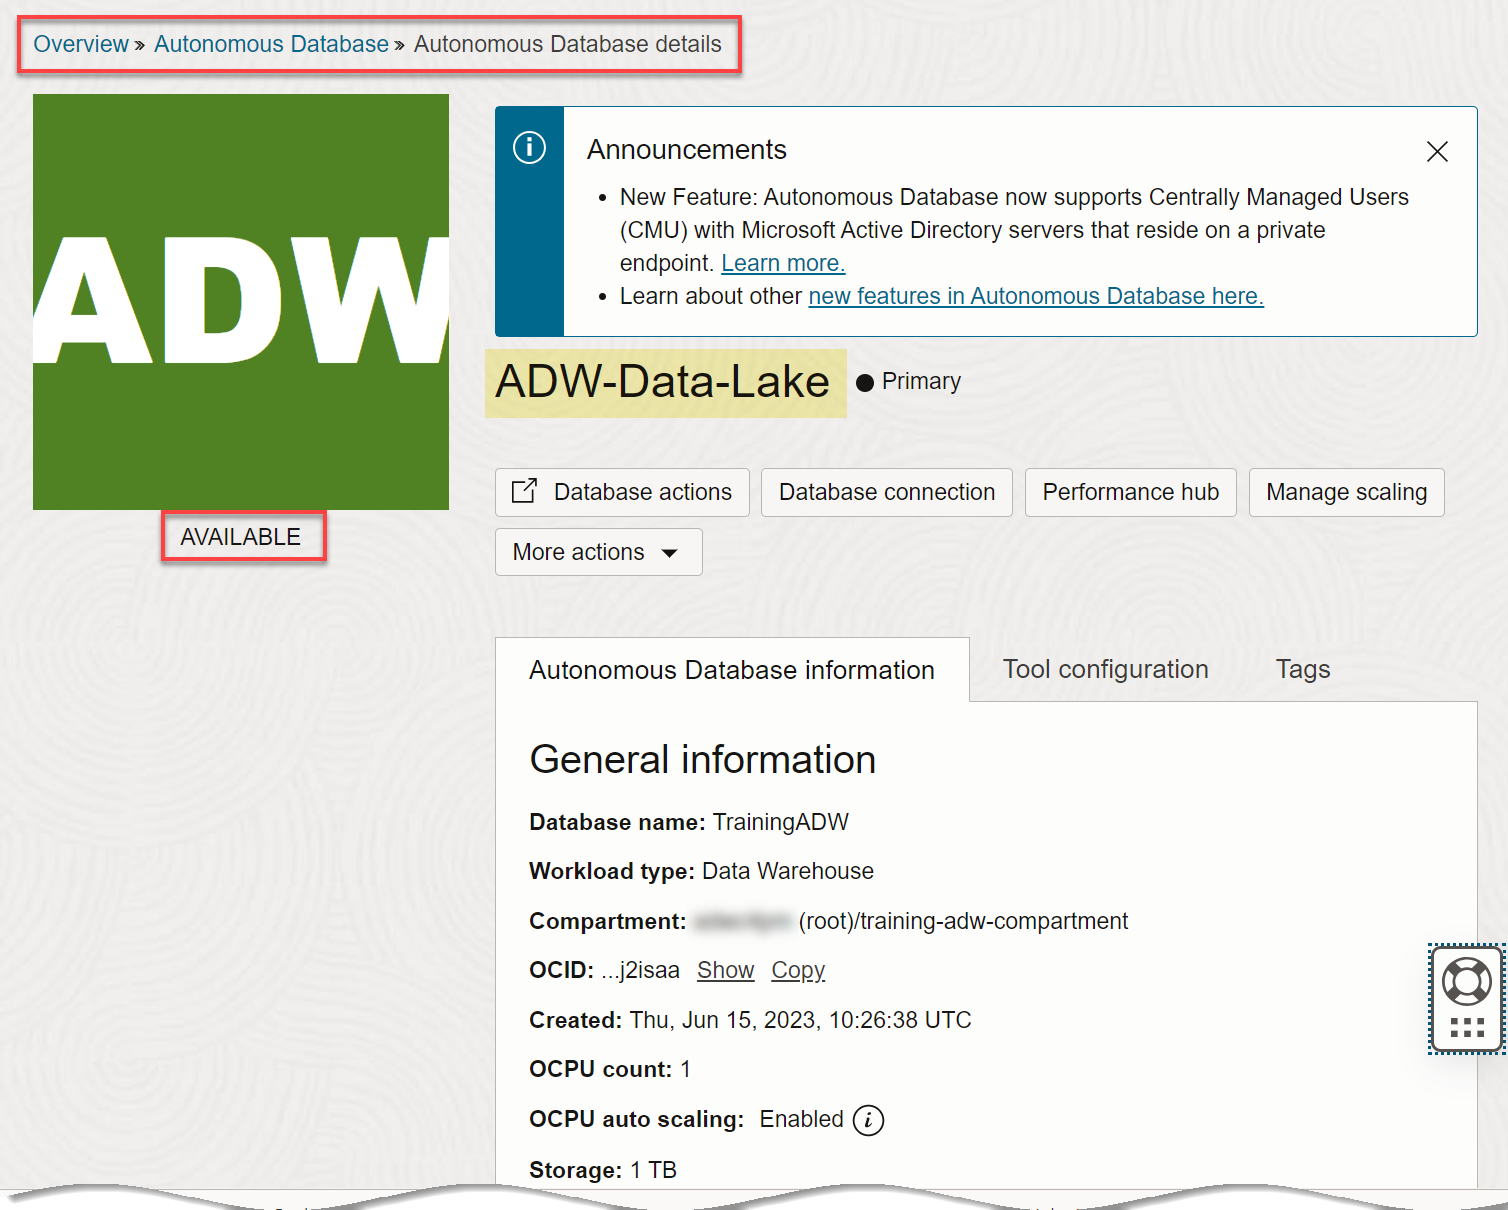 Overview » Autonomous Database » Autonomous Database details
ADW
AVAILABLE
Announcements
• New Feature: Autonomous Database now supports Centrally Managed Users
(CMU) with Microsoft Active Directory servers that reside on a private
endpoint. Learn more.
• Learn about other new features in Autonomous Database here.
ADW-Data-Lake ● Primary
Database actions Database connection Performance hub Manage scaling
More actions
Autonomous Database information Tool configuration Tags
General information
Database name: TrainingADW
Workload type: Data Warehouse
Compartment: (root)/training-adw-compartment
OCID: ...j2isaa Show Copy
Created: Thu, Jun 15, 2023, 10:26:38 UTC
OCPU count: 1
OCPU auto scaling: Enabled
Storage: 1 TB